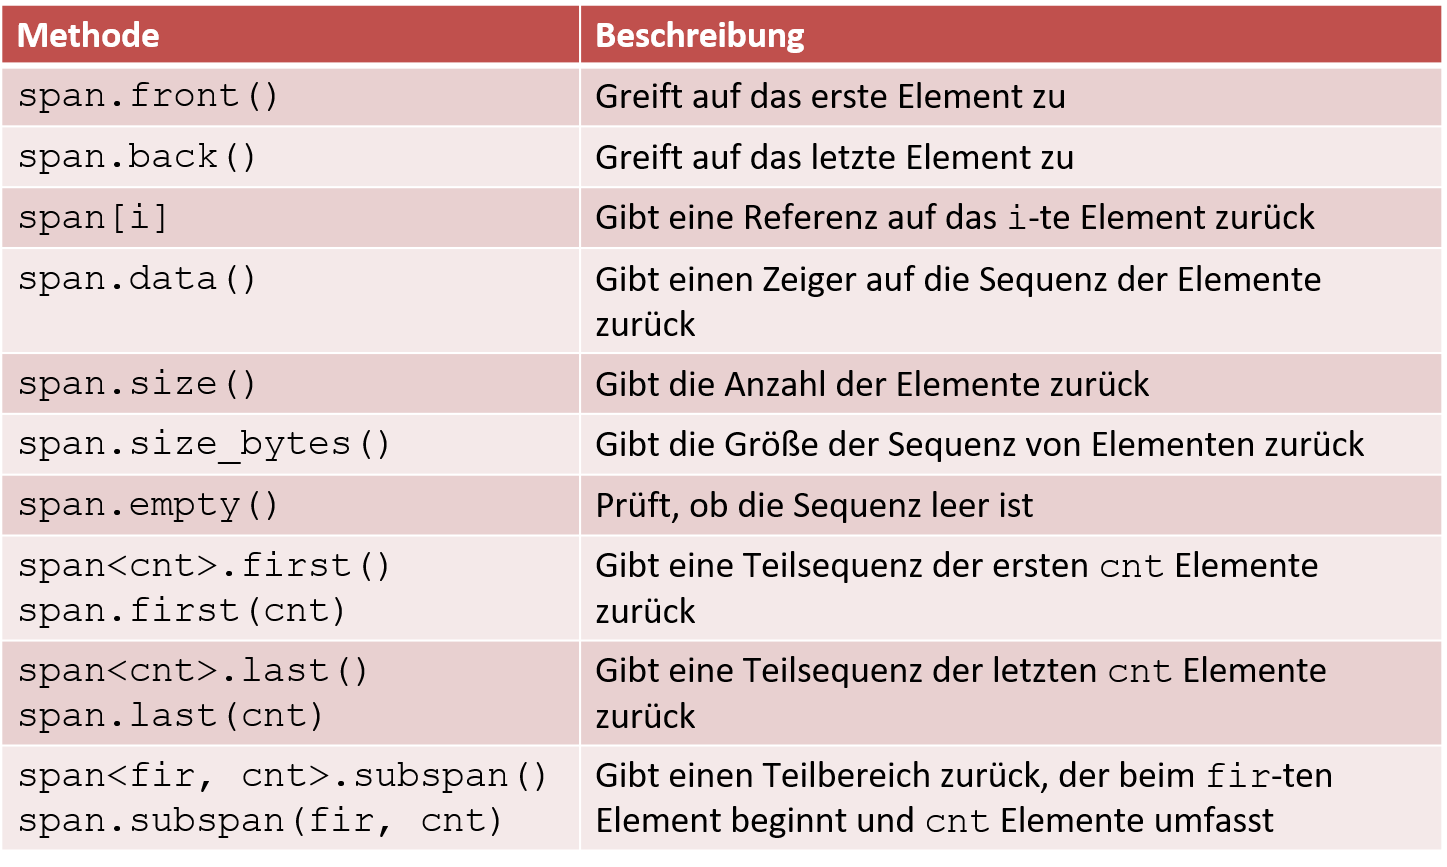 Methode Beschreibung
span.front() Greift auf das erste Element zu
span.back() Greift auf das letzte Element zu
span[i] Gibt eine Referenz auf das i-te Element zurück
span.data() Gibt einen Zeiger auf die Sequenz der Elemente
zurück
span.size() Gibt die Anzahl der Elemente zurück
span.size_bytes() Gibt die Größe der Sequenz von Elementen zurück
span.empty() Prüft, ob die Sequenz leer ist
span<cnt>.first() Gibt eine Teilsequenz der ersten cnt Elemente
span.first(cnt) zurück
span<cnt>.last() Gibt eine Teilsequenz der letzten cnt Elemente
span.last(cnt) zurück
span<fir, cnt>.subspan() Gibt einen Teilbereich zurück, der beim fir-ten
span.subspan(fir, cnt) Element beginnt und cnt Elemente umfasst